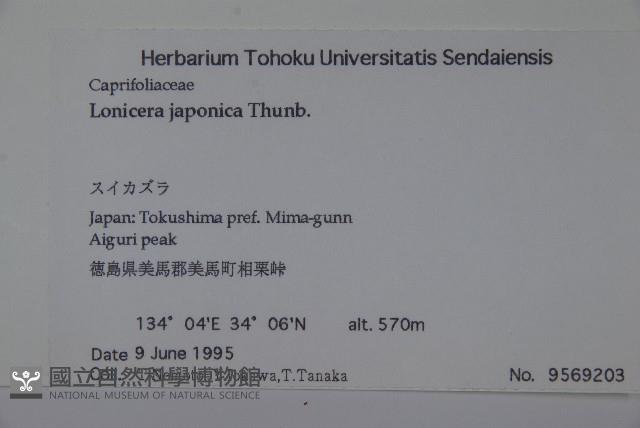 Herbarium Tohoku Universitatis Sendaiensis
Caprifoliaceae
Lonicera japonica Thunb.
スイカズラ
Japan: Tokushima pref. Mima-gunn
Aiguri peak
徳島県美馬郡美馬町相栗峠
134° 04'E 34° 06'N alt. 570m
Date 9 June 1995
Coll. T.Tanaka
No. 9569203
國立自然科學博物館
NATIONAL MUSEUM OF NATURAL SCIENCE